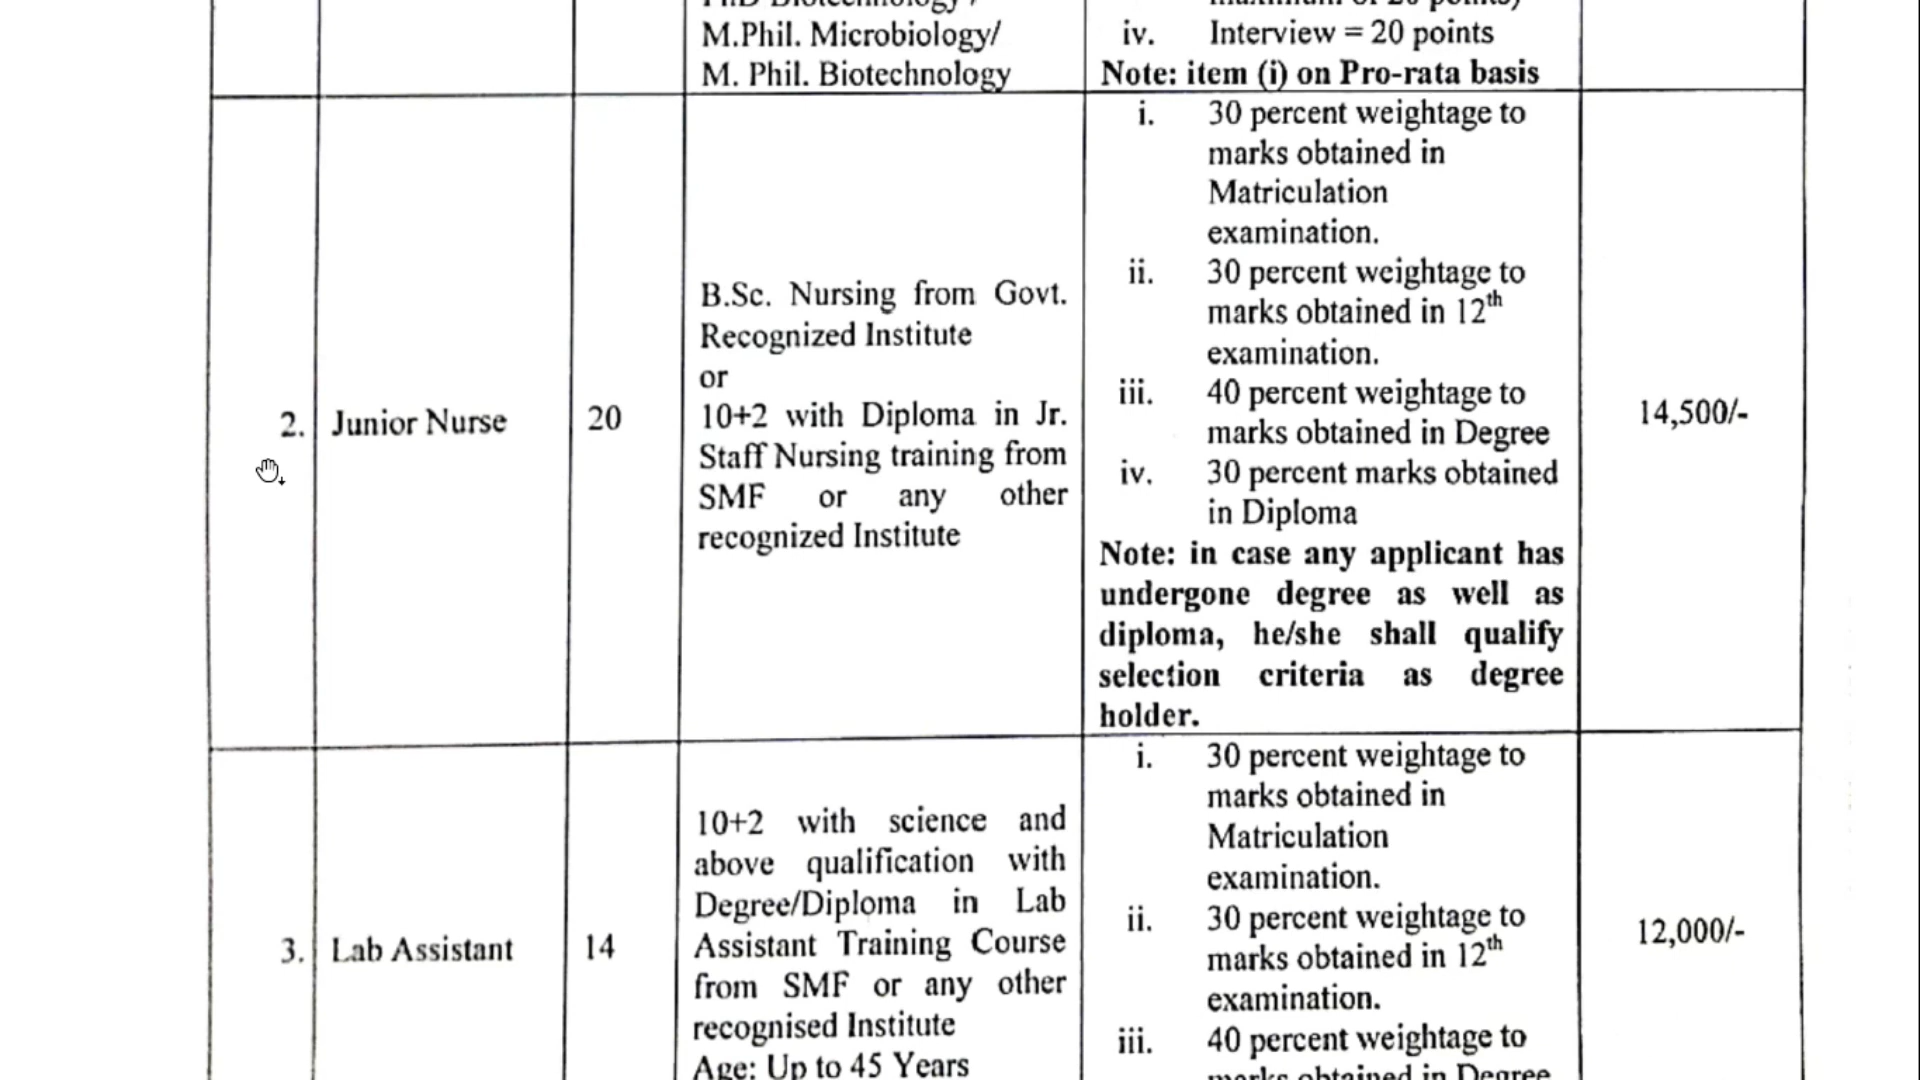 M.Phil. Microbiology/
M. Phil. Biotechnology
iv. Interview = 20 points
Note: item (i) on Pro-rata basis
2.
Junior Nurse
20
B.Sc. Nursing from Govt.
Recognized Institute
or
10+2 with Diploma in Jr.
Staff Nursing training from
SMF or any other
recognized Institute
i. 30 percent weightage to
marks obtained in
Matriculation
examination.
ii. 30 percent weightage to
marks obtained in 12th
examination.
iii. 40 percent weightage to
marks obtained in Degree
iv. 30 percent marks obtained
in Diploma
Note: in case any applicant has
undergone degree as well as
diploma, he/she shall qualify
selection criteria as degree
holder.
14,500/-
3.
Lab Assistant
14
10+2 with science and
above qualification with
Degree/Diploma in Lab
Assistant Training Course
from SMF or any other
recognised Institute
Age: Up to 45 Years
i. 30 percent weightage to
marks obtained in
Matriculation
examination.
ii. 30 percent weightage to
marks obtained in 12th
examination.
iii. 40 percent weightage to
marks obtained in Degree
12,000/-